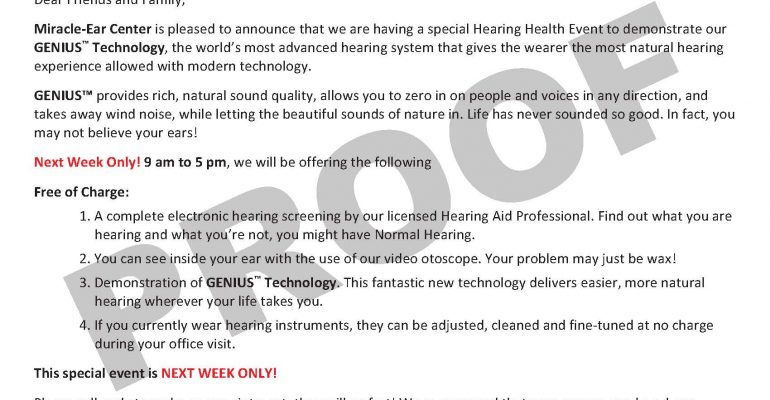 Dear Friends and Family,
Miracle-Ear Center is pleased to announce that we are having a special Hearing Health Event to demonstrate our
GENIUS™ Technology, the world's most advanced hearing system that gives the wearer the most natural hearing
experience allowed with modern technology.
GENIUS™ provides rich, natural sound quality, allows you to zero in on people and voices in any direction, and
takes away wind noise, while letting the beautiful sounds of nature in. Life has never sounded so good. In fact, you
may not believe your ears!
Next Week Only! 9 am to 5 pm, we will be offering the following
Free of Charge:
1. A complete electronic hearing screening by our licensed Hearing Aid Professional. Find out what you are
hearing and what you're not, you might have Normal Hearing.
2. You can see inside your ear with the use of our video otoscope. Your problem may just be wax!
3. Demonstration of GENIUS™ Technology. This fantastic new technology delivers easier, more natural
hearing wherever your life takes you.
4. If you currently wear hearing instruments, they can be adjusted, cleaned and fine-tuned at no charge
during your office visit.
This special event is NEXT WEEK ONLY!
PROOF